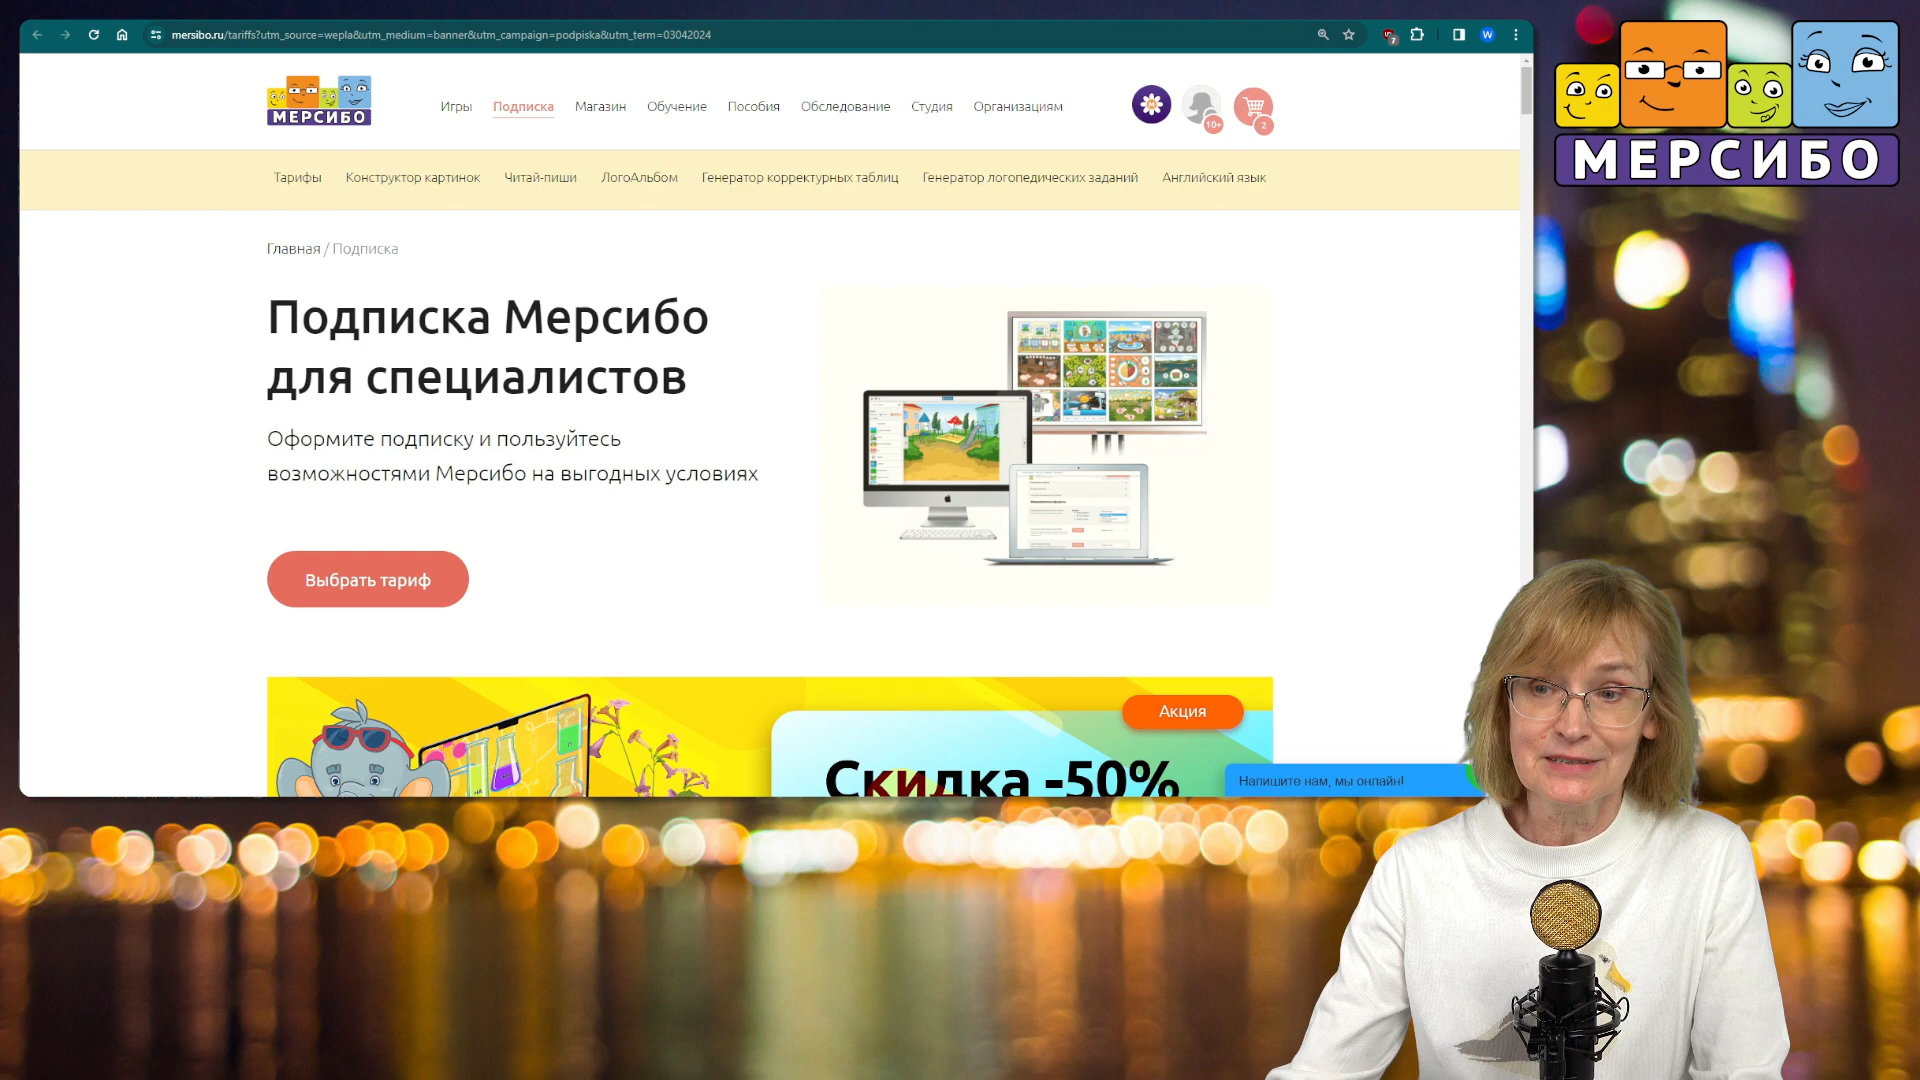 mersibo.ru/tariffs?utm_source=wepla&utm_medium=banner&utm_campaign=podpiska&utm_term=03042024
7
W
МЕРСИБО
Игры Подписка Магазин Обучение Пособия Обследование Студия Организациям
М
10+
2
МЕРСИБО
Тарифы Конструктор картинок Читай-пиши ЛогоАльбом Генератор корректурных таблиц Генератор логопедических заданий Английский язык
Главная / Подписка
Подписка Мерсибо
для специалистов
Оформите подписку и пользуйтесь
возможностями Мерсибо на выгодных условиях
Выбрать тариф
Акция
Скидка -50%
Напишите нам, мы онлайн!